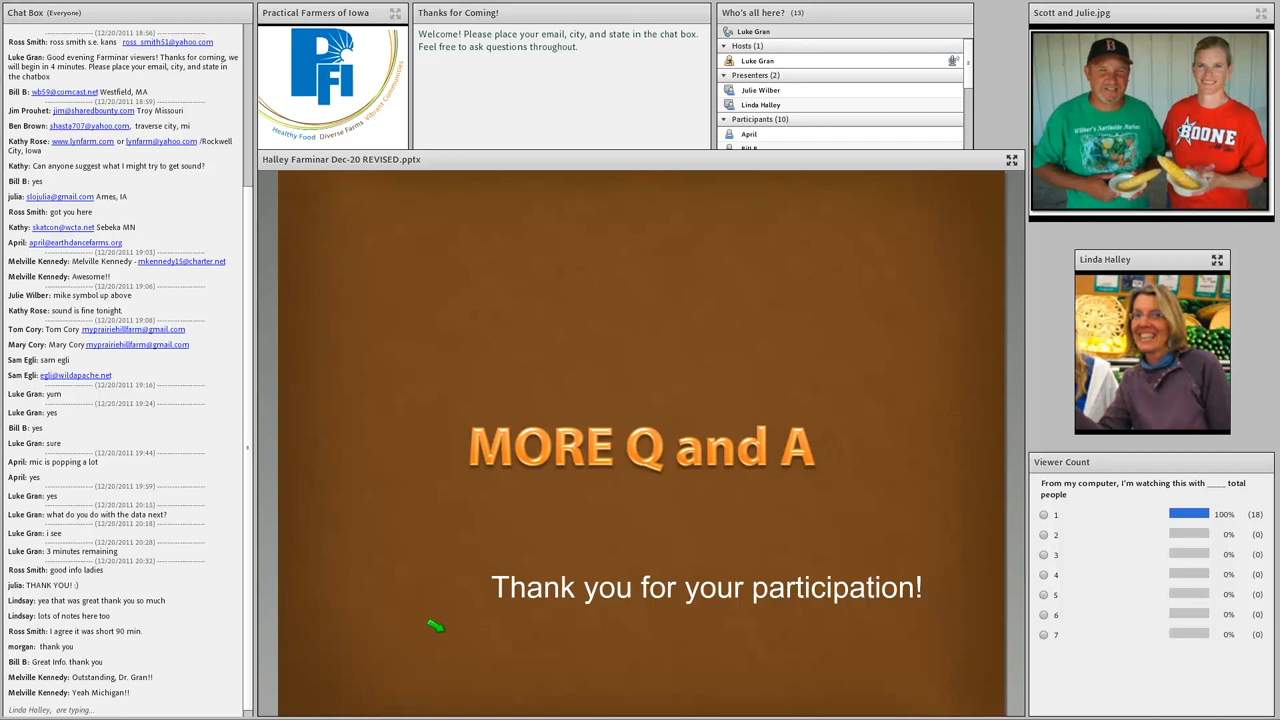 Chat Box (Everyone)
(12/20/2011 18:56)
Ross Smith: ross smith s.e. kans ross_smith51@yahoo.com
Luke Gran: Good evening Farminar viewers! Thanks for coming, we
will begin in 4 minutes. Please place your email, city, and state in
the chatbox
Bill B: wb59@comcast.net Westfield, MA
(12/20/2011 18:59)
Jim Prouhet: jim@sharedbounty.com Troy Missouri
Ben Brown: shasta707@yahoo.com, traverse city, mi
Kathy Rose: www.lynfarm.com or lynfarm@yahoo.com /Rockwell
City, Iowa
Kathy: Can anyone suggest what I might try to get sound?
Bill B: yes
julia: slojulia@gmail.com Ames, IA
Ross Smith: got you here
Kathy: skatcon@wcta.net Sebeka MN
April: april@earthdancefarms.org
(12/20/2011 19:03)
Melville Kennedy: Melville Kennedy - mkennedy15@charter.net
Melville Kennedy: Awesome!!
(12/20/2011 19:06)
Julie Wilber: mike symbol up above
Kathy Rose: sound is fine tonight.
(12/20/2011 19:08)
Tom Cory: Tom Cory myprairiehillfarm@gmail.com
Mary Cory: Mary Cory myprairiehillfarm@gmail.com
Sam Egli: sam egli
Sam Egli: egli@wildapache.net
(12/20/2011 19:16)
Luke Gran: yum
(12/20/2011 19:24)
Luke Gran: yes
Bill B: yes
Luke Gran: sure
(12/20/2011 19:44)
April: mic is popping a lot
April: yes
(12/20/2011 19:59)
Luke Gran: yes
(12/20/2011 20:15)
Luke Gran: what do you do with the data next?
(12/20/2011 20:18)
Luke Gran: i see
(12/20/2011 20:28)
Luke Gran: 3 minutes remaining
(12/20/2011 20:32)
Ross Smith: good info ladies
julia: THANK YOU! :)
Lindsay: yea that was great thank you so much
Lindsay: lots of notes here too
Ross Smith: I agree it was short 90 min.
morgan: thank you
Bill B: Great Info. thank you
Melville Kennedy: Outstanding, Dr. Gran!!
Melville Kennedy: Yeah Michigan!!
Linda Halley, are typing...
Practical Farmers of Iowa
PFI
Healthy Food Diverse Farms Vibrant Communities
Thanks for Coming!
Welcome! Please place your email, city, and state in the chat box.
Feel free to ask questions throughout.
Who's all here? (13)
Luke Gran
Hosts (1)
Luke Gran
Presenters (2)
Julie Wilber
Linda Halley
Participants (10)
April
Halley Farminar Dec-20 REVISED.pptx
MORE Q and A
Thank you for your participation!
Scott and Julie.jpg
Wilber's Northside Market
BOONE
Linda Halley
Viewer Count
From my computer, I'm watching this with ____ total
people
1 100% (18)
2 0% (0)
3 0% (0)
4 0% (0)
5 0% (0)
6 0% (0)
7 0% (0)